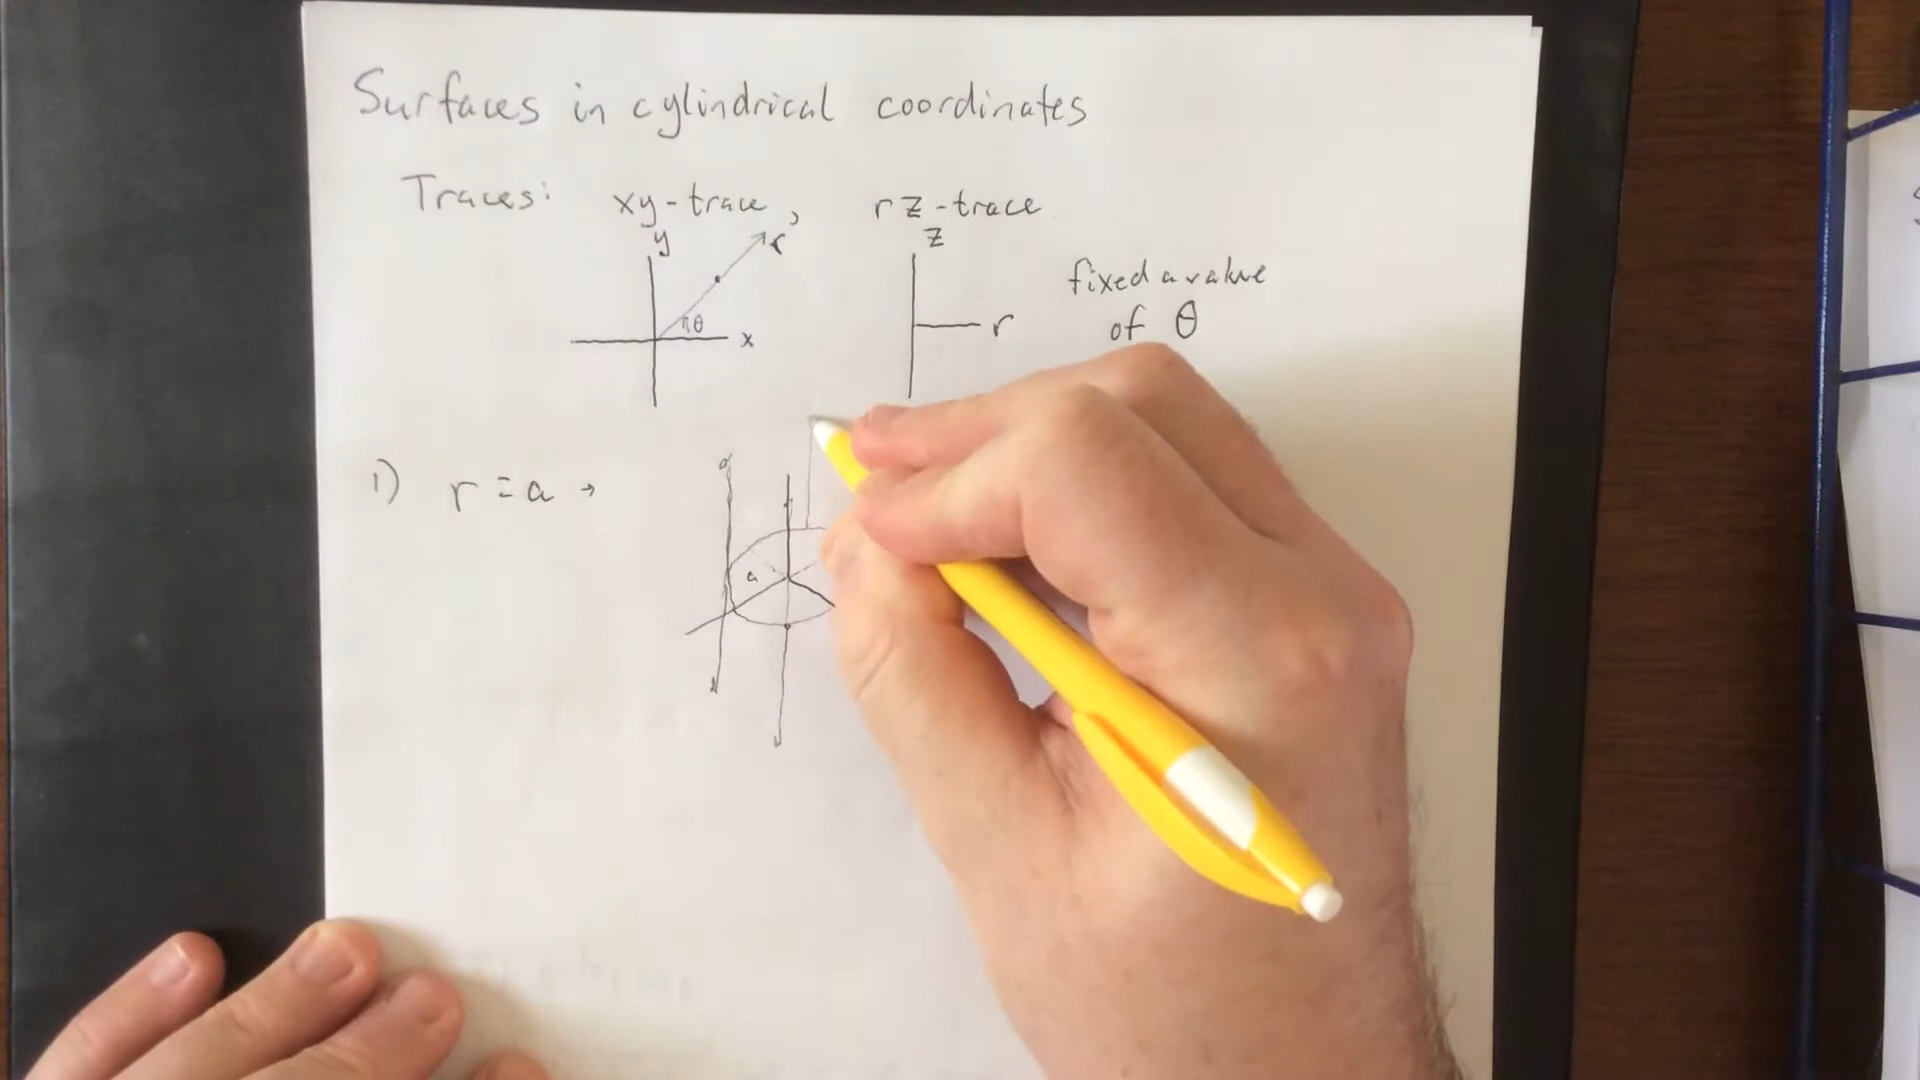 Surfaces in cylindrical coordinates
Traces: xy-trace, rz-trace
y r z
fixed a value
θ x r of θ
1) r = a →
a